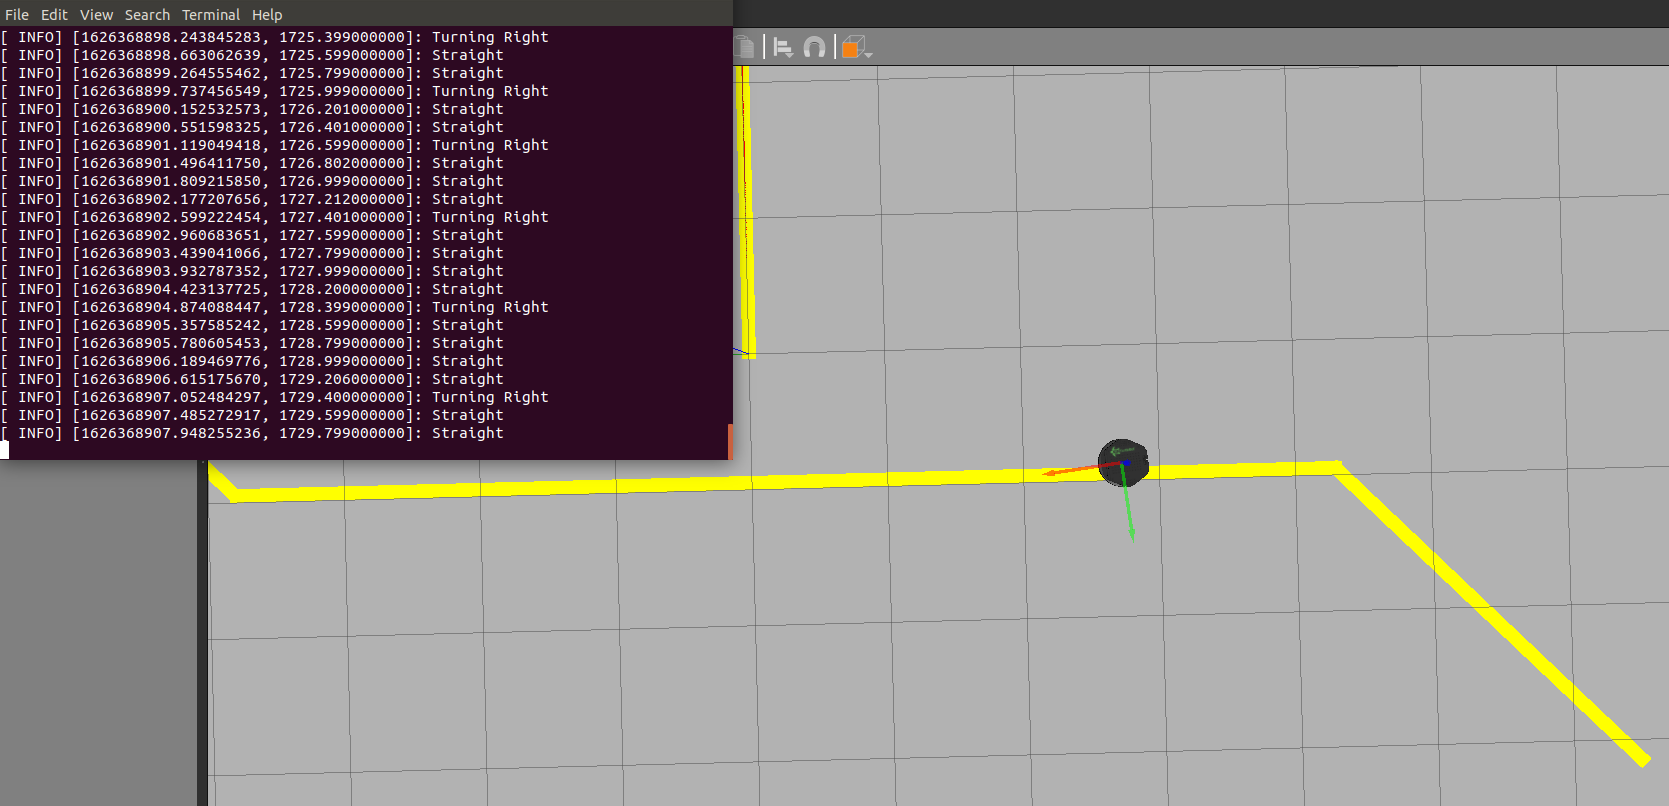 File Edit View Search Terminal Help
[ INFO] [1626368898.243845283, 1725.399000000]: Turning Right
[ INFO] [1626368898.663062639, 1725.599000000]: Straight
[ INFO] [1626368899.264555462, 1725.799000000]: Straight
[ INFO] [1626368899.737456549, 1725.999000000]: Turning Right
[ INFO] [1626368900.152532573, 1726.201000000]: Straight
[ INFO] [1626368900.551598325, 1726.401000000]: Straight
[ INFO] [1626368901.119049418, 1726.599000000]: Turning Right
[ INFO] [1626368901.496411750, 1726.802000000]: Straight
[ INFO] [1626368901.809215850, 1726.999000000]: Straight
[ INFO] [1626368902.177207656, 1727.212000000]: Straight
[ INFO] [1626368902.599222454, 1727.401000000]: Turning Right
[ INFO] [1626368902.960683651, 1727.599000000]: Straight
[ INFO] [1626368903.439041066, 1727.799000000]: Straight
[ INFO] [1626368903.932787352, 1727.999000000]: Straight
[ INFO] [1626368904.423137725, 1728.200000000]: Straight
[ INFO] [1626368904.874088447, 1728.399000000]: Turning Right
[ INFO] [1626368905.357585242, 1728.599000000]: Straight
[ INFO] [1626368905.780605453, 1728.799000000]: Straight
[ INFO] [1626368906.189469776, 1728.999000000]: Straight
[ INFO] [1626368906.615175670, 1729.206000000]: Straight
[ INFO] [1626368907.052484297, 1729.400000000]: Turning Right
[ INFO] [1626368907.485272917, 1729.599000000]: Straight
[ INFO] [1626368907.948255236, 1729.799000000]: Straight